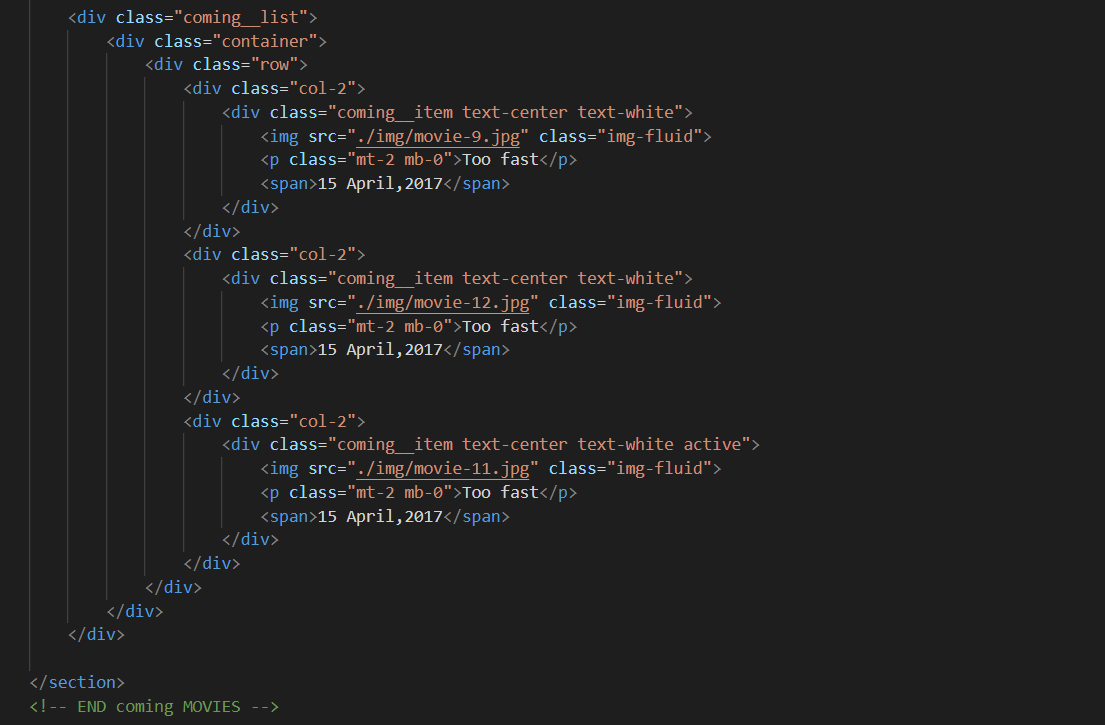 <div class="coming__list">
<div class="container">
<div class="row">
<div class="col-2">
<div class="coming__item text-center text-white">
<img src="./img/movie-9.jpg" class="img-fluid">
<p class="mt-2 mb-0">Too fast</p>
<span>15 April,2017</span>
</div>
</div>
<div class="col-2">
<div class="coming__item text-center text-white">
<img src="./img/movie-12.jpg" class="img-fluid">
<p class="mt-2 mb-0">Too fast</p>
<span>15 April,2017</span>
</div>
</div>
<div class="col-2">
<div class="coming__item text-center text-white active">
<img src="./img/movie-11.jpg" class="img-fluid">
<p class="mt-2 mb-0">Too fast</p>
<span>15 April,2017</span>
</div>
</div>
</div>
</div>
</div>
</section>
<!-- END coming MOVIES -->